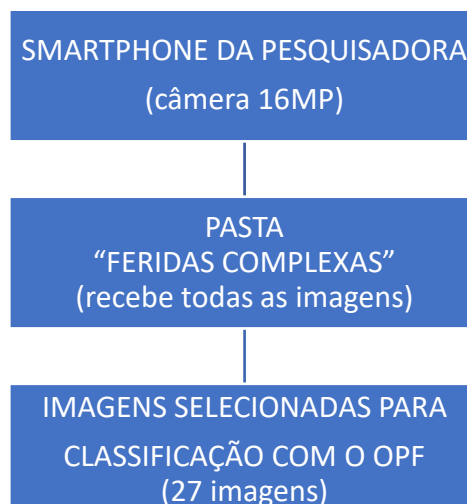 SMARTPHONE DA PESQUISADORA
(câmera 16MP)
PASTA
“FERIDAS COMPLEXAS”
(recebe todas as imagens)
IMAGENS SELECIONADAS PARA
CLASSIFICAÇÃO COM O OPF
(27 imagens)